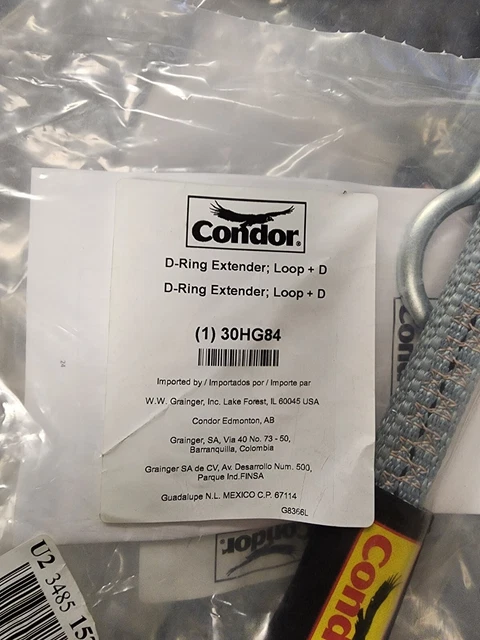 Condor
D-Ring Extender; Loop + D
D-Ring Extender; Loop + D
(1) 30HG84
Imported by / Importados por / Importe par
W.W. Grainger, Inc. Lake Forest, IL 60045 USA
Condor Edmonton, AB
Grainger, SA, Via 40 No. 73 - 50,
Barranquilla, Colombia
Grainger SA de CV, Av. Desarrollo Num. 500,
Parque Ind.FINSA
Guadalupe N.L. MEXICO C.P. 67114
G8366L
U2 3485 15
Cond
Condor